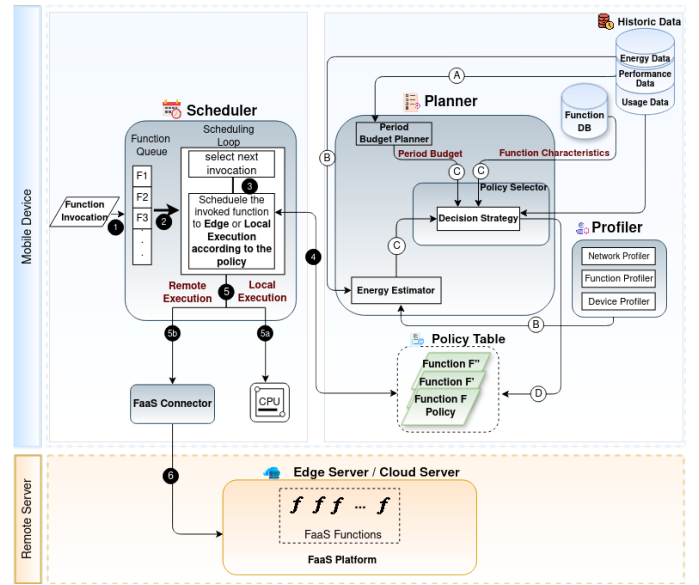 Mobile Device
Remote Server
Historic Data
Energy Data
Performance
Data
Usage Data
A
Scheduler
Planner
Function
Queue
Scheduling
Loop
Function
DB
Period
Budget Planner
B
select next
invocation
Period Budget
Function Characteristics
F1
C
C
3
Policy Selector
F2
Function
Invocation
Scheduele the
invoked function
to Edge or Local
Execution
according to the
policy
F3
1
2
.
.
.
Decision Strategy
Profiler
C
Network Profiler
4
Function Profiler
Remote
Execution
5
Local
Execution
Energy Estimator
Device Profiler
B
5b
5a
Policy Table
Function F"
Function F'
Function F
Policy
D
FaaS Connector
CPU
6
Edge Server / Cloud Server
f f f ... f
FaaS Functions
FaaS Platform